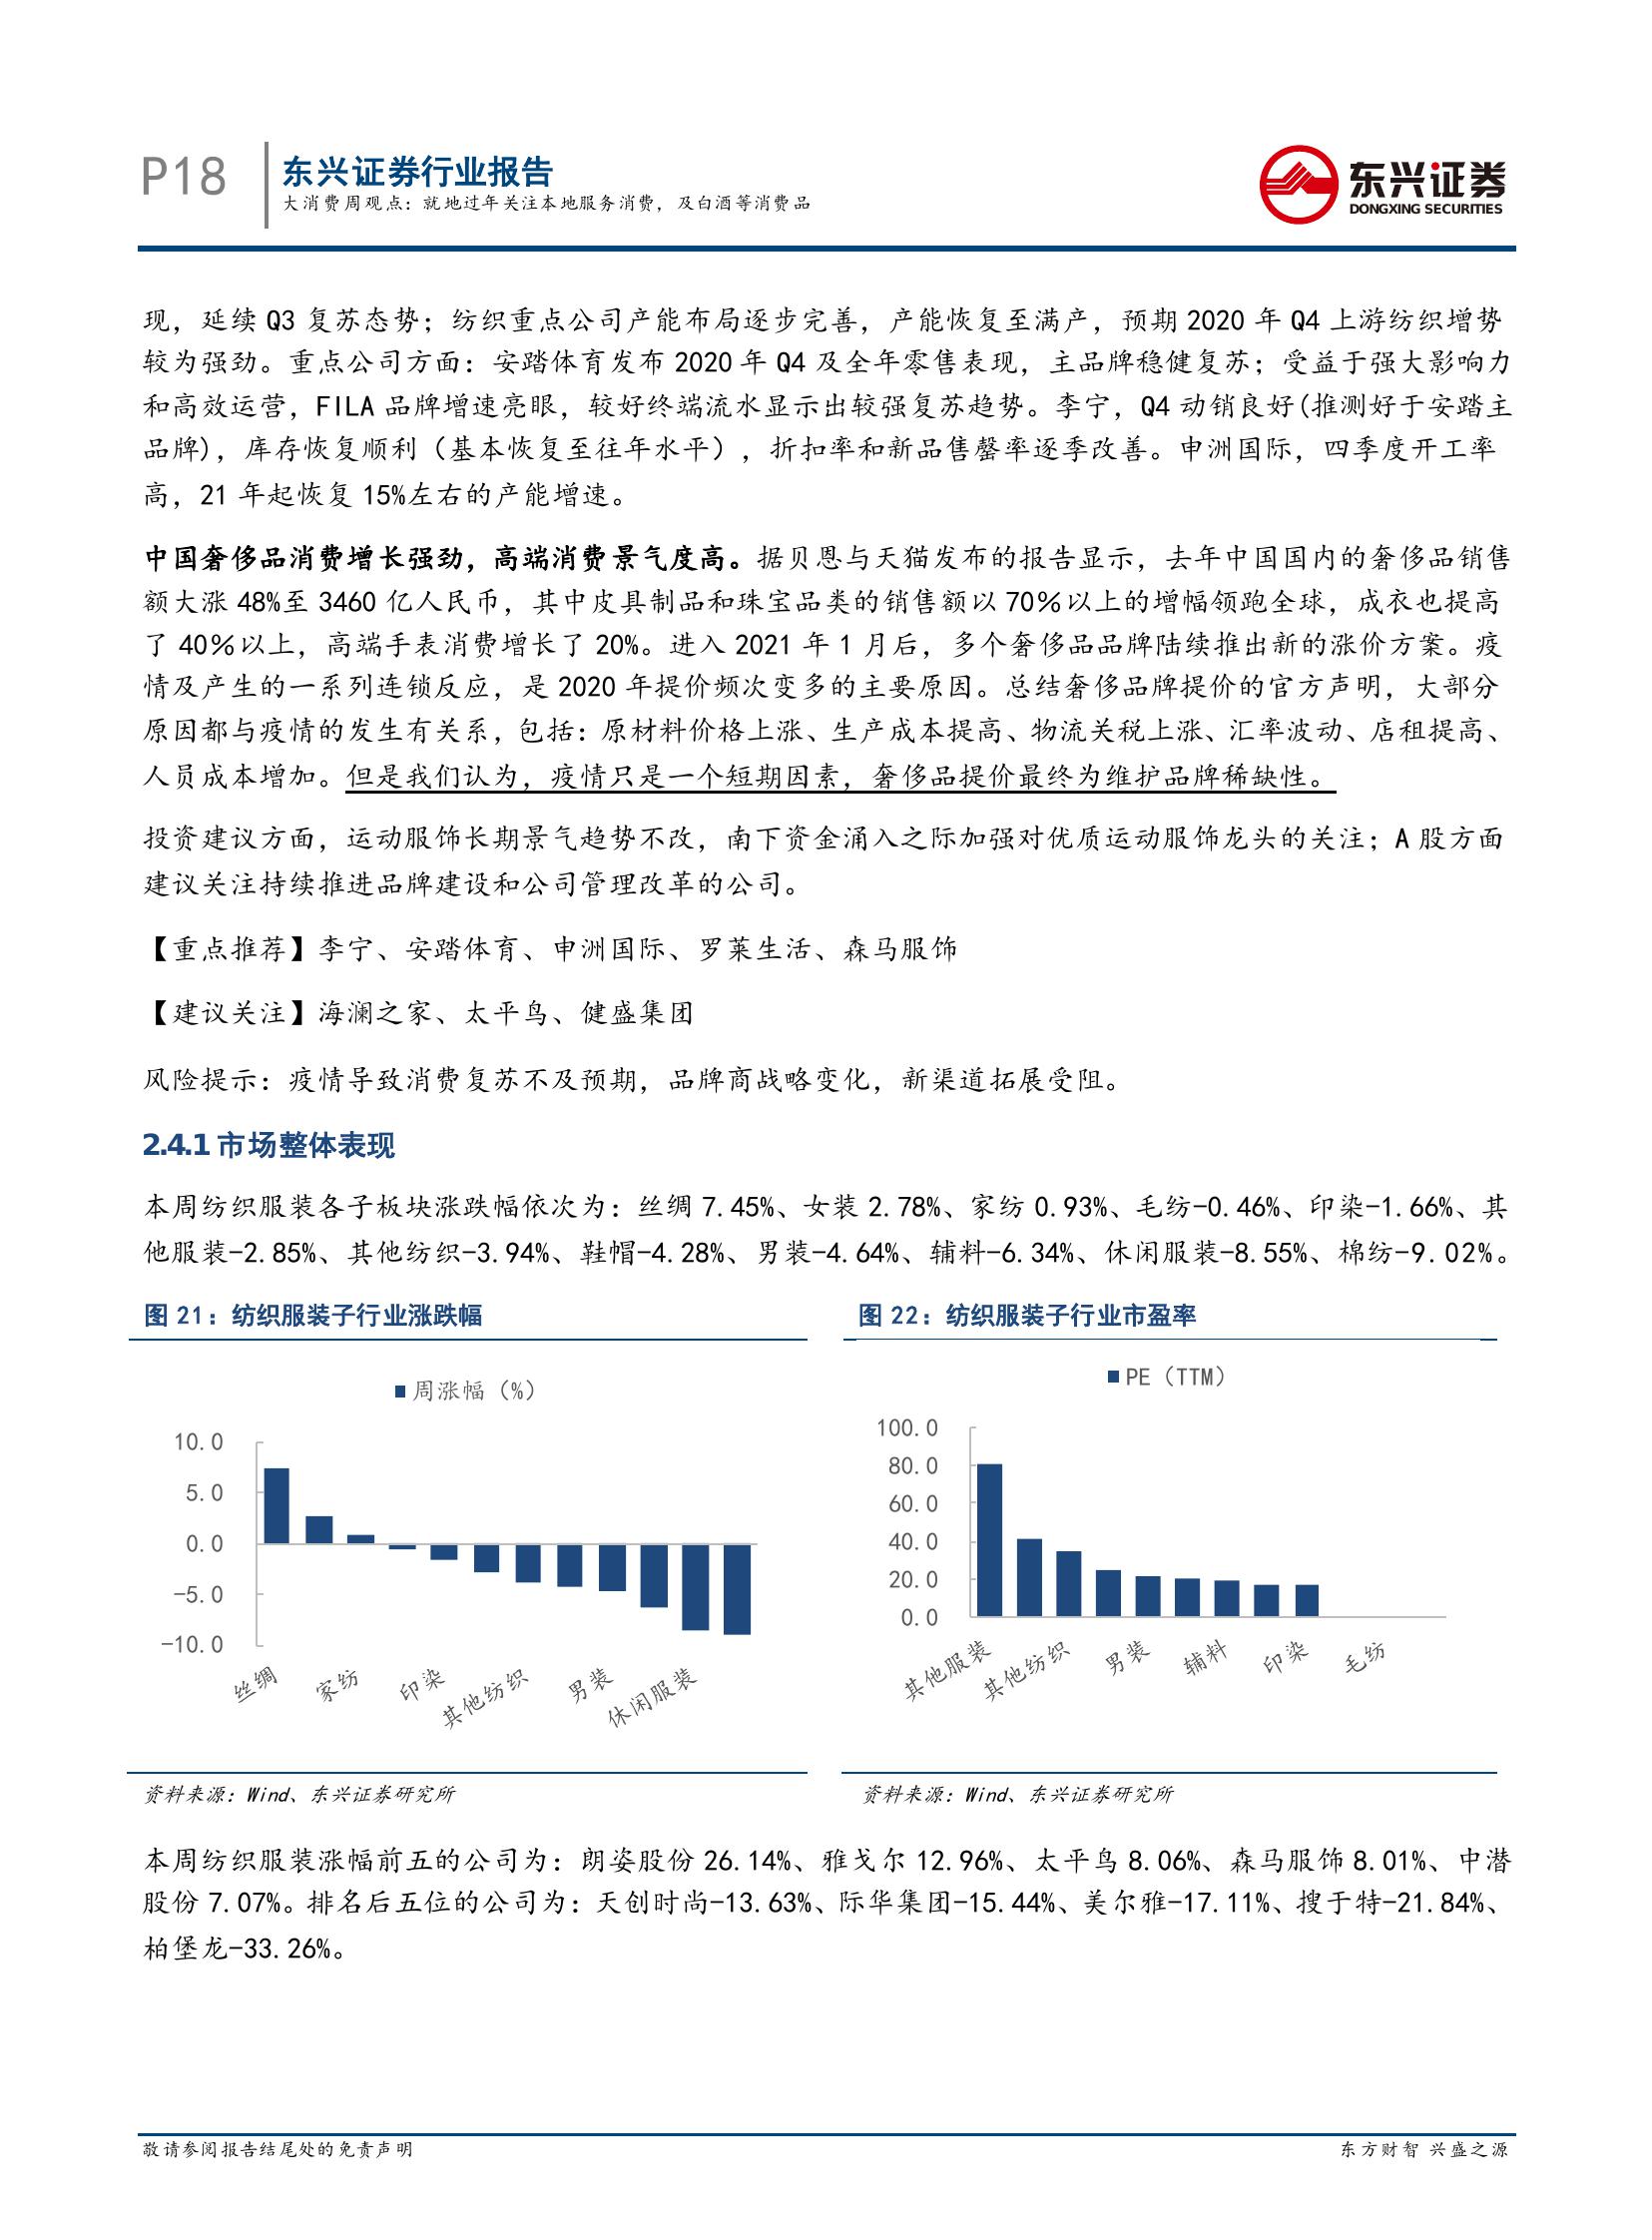 P18
东兴证券行业报告
大消费周观点：就地过年关注本地服务消费，及白酒等消费品
东兴证券
DONGXING SECURITIES
现，延续 Q3 复苏态势；纺织重点公司产能布局逐步完善，产能恢复至满产，预期 2020 年 Q4 上游纺织增势
较为强劲。重点公司方面：安踏体育发布 2020 年 Q4 及全年零售表现，主品牌稳健复苏；受益于强大影响力
和高效运营，FILA 品牌增速亮眼，较好终端流水显示出较强复苏趋势。李宁，Q4 动销良好(推测好于安踏主
品牌)，库存恢复顺利（基本恢复至往年水平），折扣率和新品售罄率逐季改善。申洲国际，四季度开工率
高，21 年起恢复 15%左右的产能增速。
中国奢侈品消费增长强劲，高端消费景气度高。据贝恩与天猫发布的报告显示，去年中国国内的奢侈品销售
额大涨 48%至 3460 亿人民币，其中皮具制品和珠宝品类的销售额以 70％以上的增幅领跑全球，成衣也提高
了 40％以上，高端手表消费增长了 20%。进入 2021 年 1 月后，多个奢侈品品牌陆续推出新的涨价方案。疫
情及产生的一系列连锁反应，是 2020 年提价频次变多的主要原因。总结奢侈品牌提价的官方声明，大部分
原因都与疫情的发生有关系，包括：原材料价格上涨、生产成本提高、物流关税上涨、汇率波动、店租提高、
人员成本增加。但是我们认为，疫情只是一个短期因素，奢侈品提价最终为维护品牌稀缺性。
投资建议方面，运动服饰长期景气趋势不改，南下资金涌入之际加强对优质运动服饰龙头的关注；A 股方面
建议关注持续推进品牌建设和公司管理改革的公司。
【重点推荐】李宁、安踏体育、申洲国际、罗莱生活、森马服饰
【建议关注】海澜之家、太平鸟、健盛集团
风险提示：疫情导致消费复苏不及预期，品牌商战略变化，新渠道拓展受阻。
2.4.1 市场整体表现
本周纺织服装各子板块涨跌幅依次为：丝绸 7.45%、女装 2.78%、家纺 0.93%、毛纺-0.46%、印染-1.66%、其
他服装-2.85%、其他纺织-3.94%、鞋帽-4.28%、男装-4.64%、辅料-6.34%、休闲服装-8.55%、棉纺-9.02%。
图 21：纺织服装子行业涨跌幅
周涨幅（%）
10.0
5.0
0.0
-5.0
-10.0
丝绸 家纺 印染 其他纺织 男装 休闲服装
资料来源：Wind、东兴证券研究所
图 22：纺织服装子行业市盈率
PE（TTM）
100.0
80.0
60.0
40.0
20.0
0.0
其他服装 其他纺织 男装 辅料 印染 毛纺
资料来源：Wind、东兴证券研究所
本周纺织服装涨幅前五的公司为：朗姿股份 26.14%、雅戈尔 12.96%、太平鸟 8.06%、森马服饰 8.01%、中潜
股份 7.07%。排名后五位的公司为：天创时尚-13.63%、际华集团-15.44%、美尔雅-17.11%、搜于特-21.84%、
柏堡龙-33.26%。
敬请参阅报告结尾处的免责声明
东方财智 兴盛之源